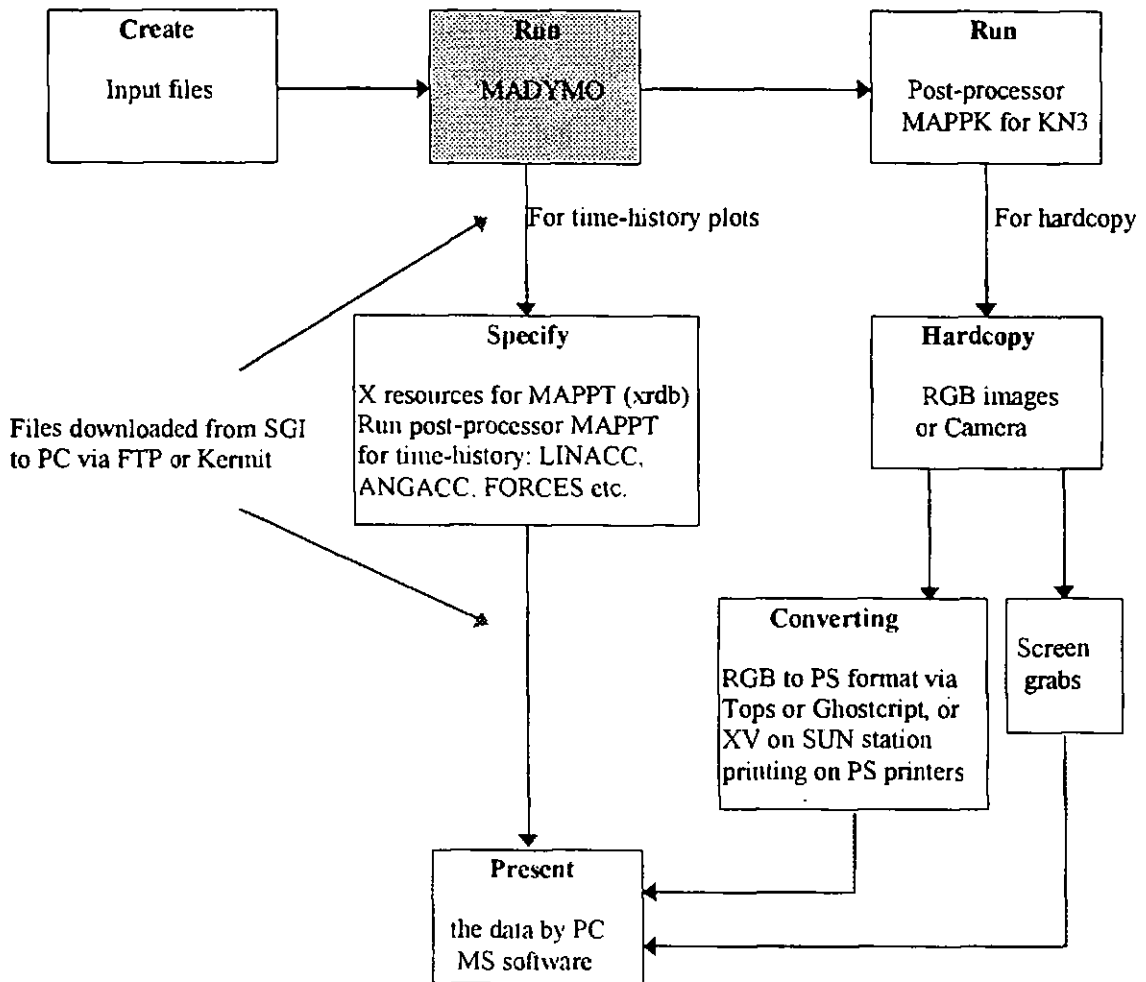 Create
Input files
Run
MADYMO
Run
Post-processor
MAPPK for KN3
For time-history plots
For hardcopy
Specify
X resources for MAPPT (xrdb)
Run post-processor MAPPT
for time-history: LINACC,
ANGACC, FORCES etc.
Hardcopy
RGB images
or Camera
Files downloaded from SGI
to PC via FTP or Kermit
Converting
RGB to PS format via
Tops or Ghostcript, or
XV on SUN station
printing on PS printers
Screen
grabs
Present
the data by PC
MS software